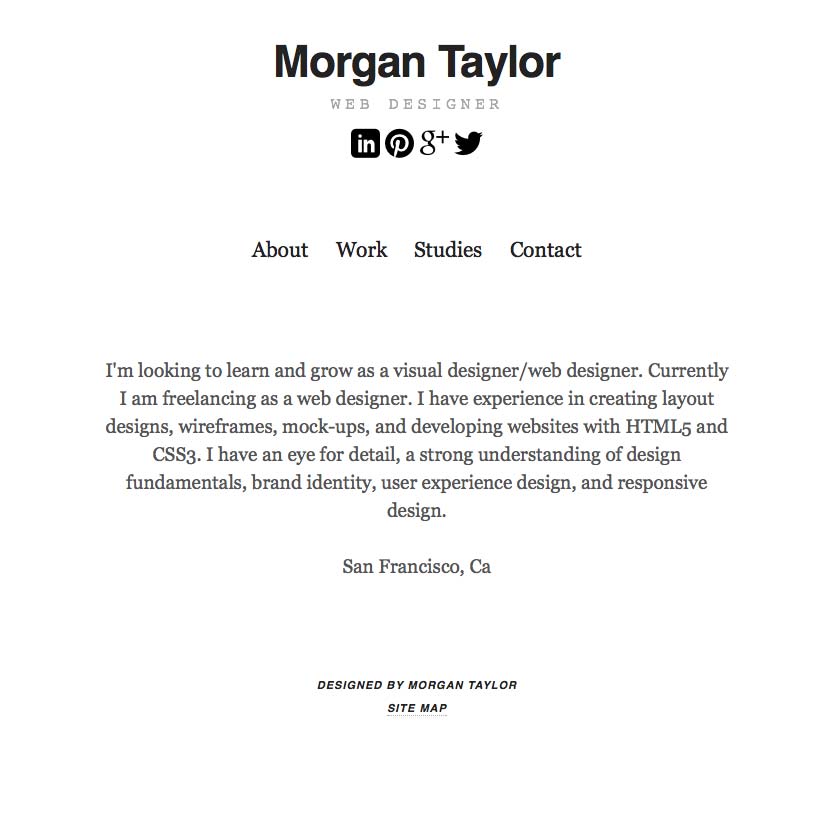 Morgan Taylor
WEB DESIGNER
in g+
About Work Studies Contact
I'm looking to learn and grow as a visual designer/web designer. Currently
I am freelancing as a web designer. I have experience in creating layout
designs, wireframes, mock-ups, and developing websites with HTML5 and
CSS3. I have an eye for detail, a strong understanding of design
fundamentals, brand identity, user experience design, and responsive
design.
San Francisco, Ca
DESIGNED BY MORGAN TAYLOR
SITE MAP